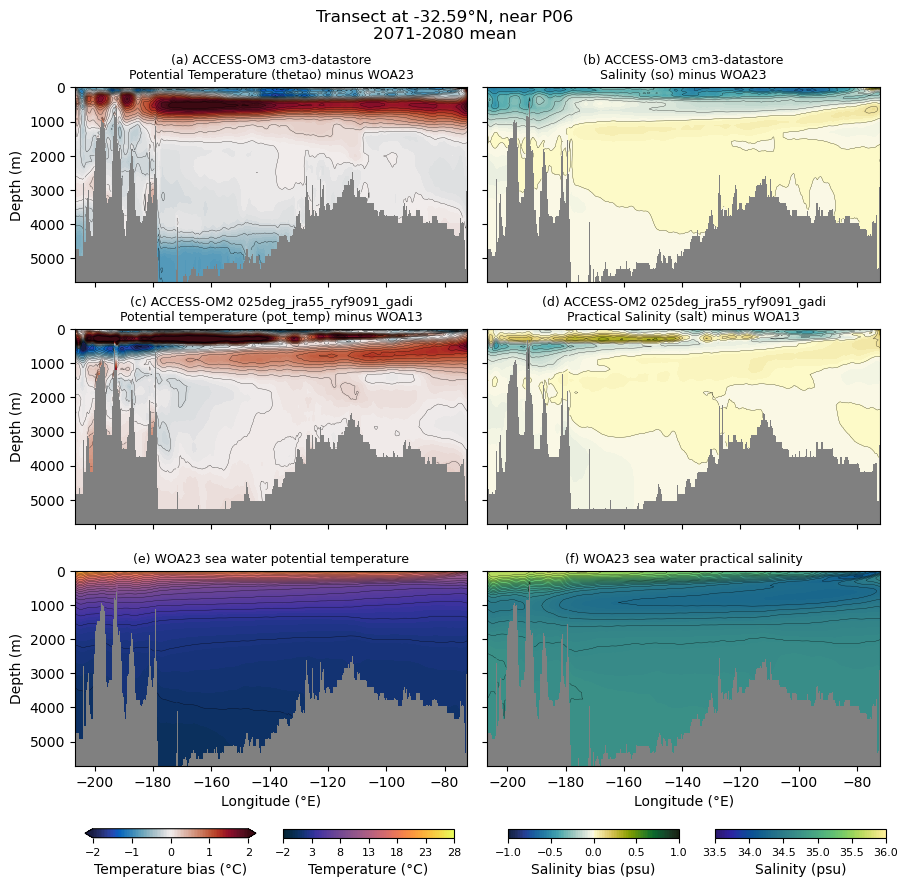 Transect at -32.59°N, near P06
2071-2080 mean
(a) ACCESS-OM3 cm3-datastore
Potential Temperature (thetao) minus WOA23
(b) ACCESS-OM3 cm3-datastore
Salinity (so) minus WOA23
0
1000
2000
3000
4000
5000
Depth (m)
(c) ACCESS-OM2 025deg_jra55_ryf9091_gadi
Potential temperature (pot_temp) minus WOA13
(d) ACCESS-OM2 025deg_jra55_ryf9091_gadi
Practical Salinity (salt) minus WOA13
0
1000
2000
3000
4000
5000
Depth (m)
(e) WOA23 sea water potential temperature
(f) WOA23 sea water practical salinity
0
1000
2000
3000
4000
5000
Depth (m)
−200 −180 −160 −140 −120 −100 −80
Longitude (°E)
−200 −180 −160 −140 −120 −100 −80
Longitude (°E)
−2 −1 0 1 2
Temperature bias (°C)
−2 3 8 13 18 23 28
Temperature (°C)
−1.0 −0.5 0.0 0.5 1.0
Salinity bias (psu)
33.5 34.0 34.5 35.0 35.5 36.0
Salinity (psu)